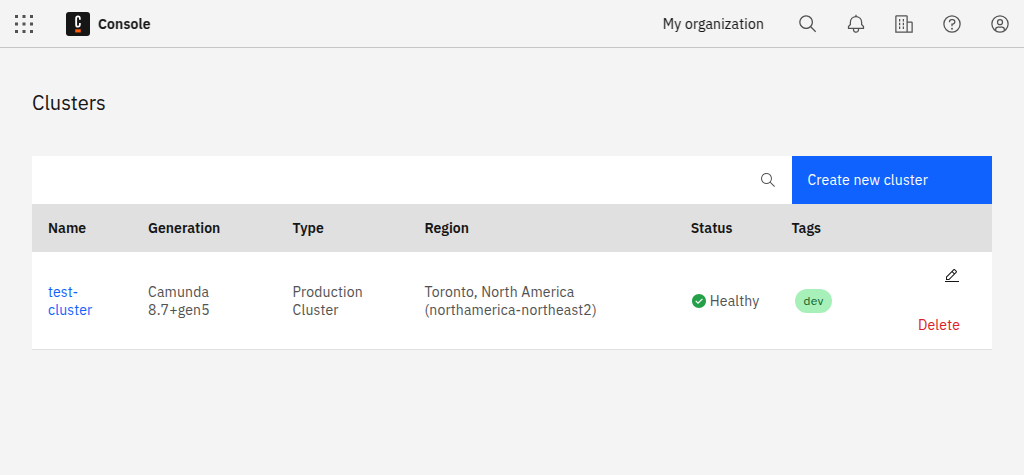 Console
My organization
Clusters
Create new cluster
Name Generation Type Region Status Tags
test-cluster Camunda 8.7+gen5 Production Cluster Toronto, North America (northamerica-northeast2) Healthy dev
Delete